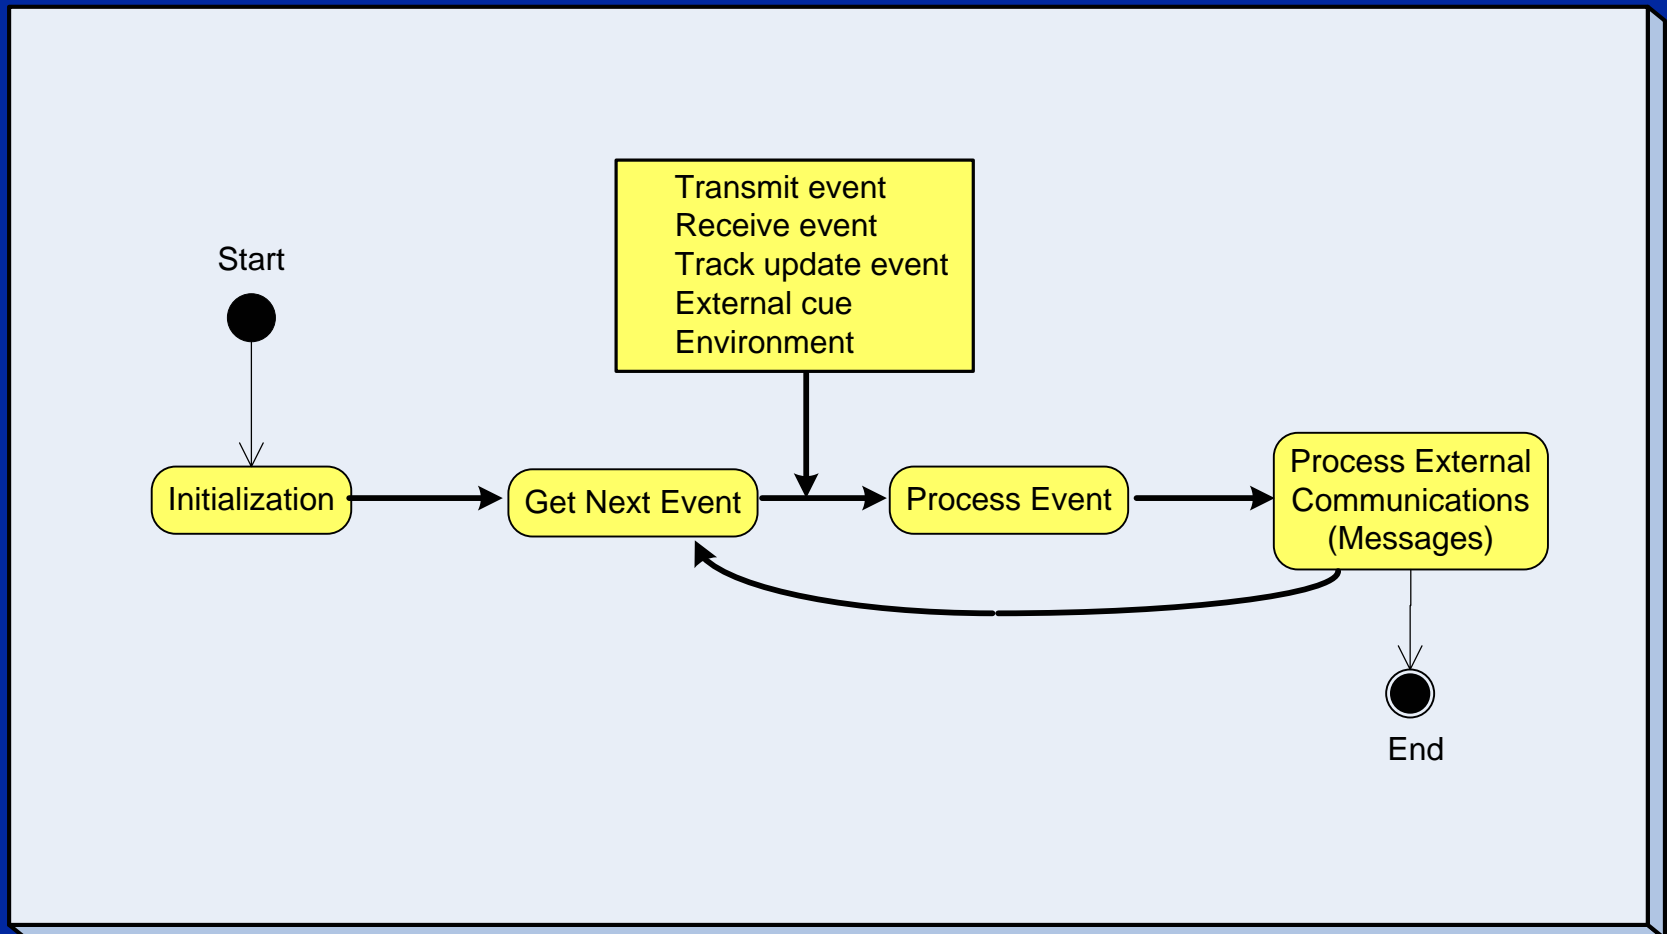 Transmit event
Receive event
Track update event
External cue
Environment
Start
Initialization
Get Next Event
Process Event
Process External
Communications
(Messages)
End